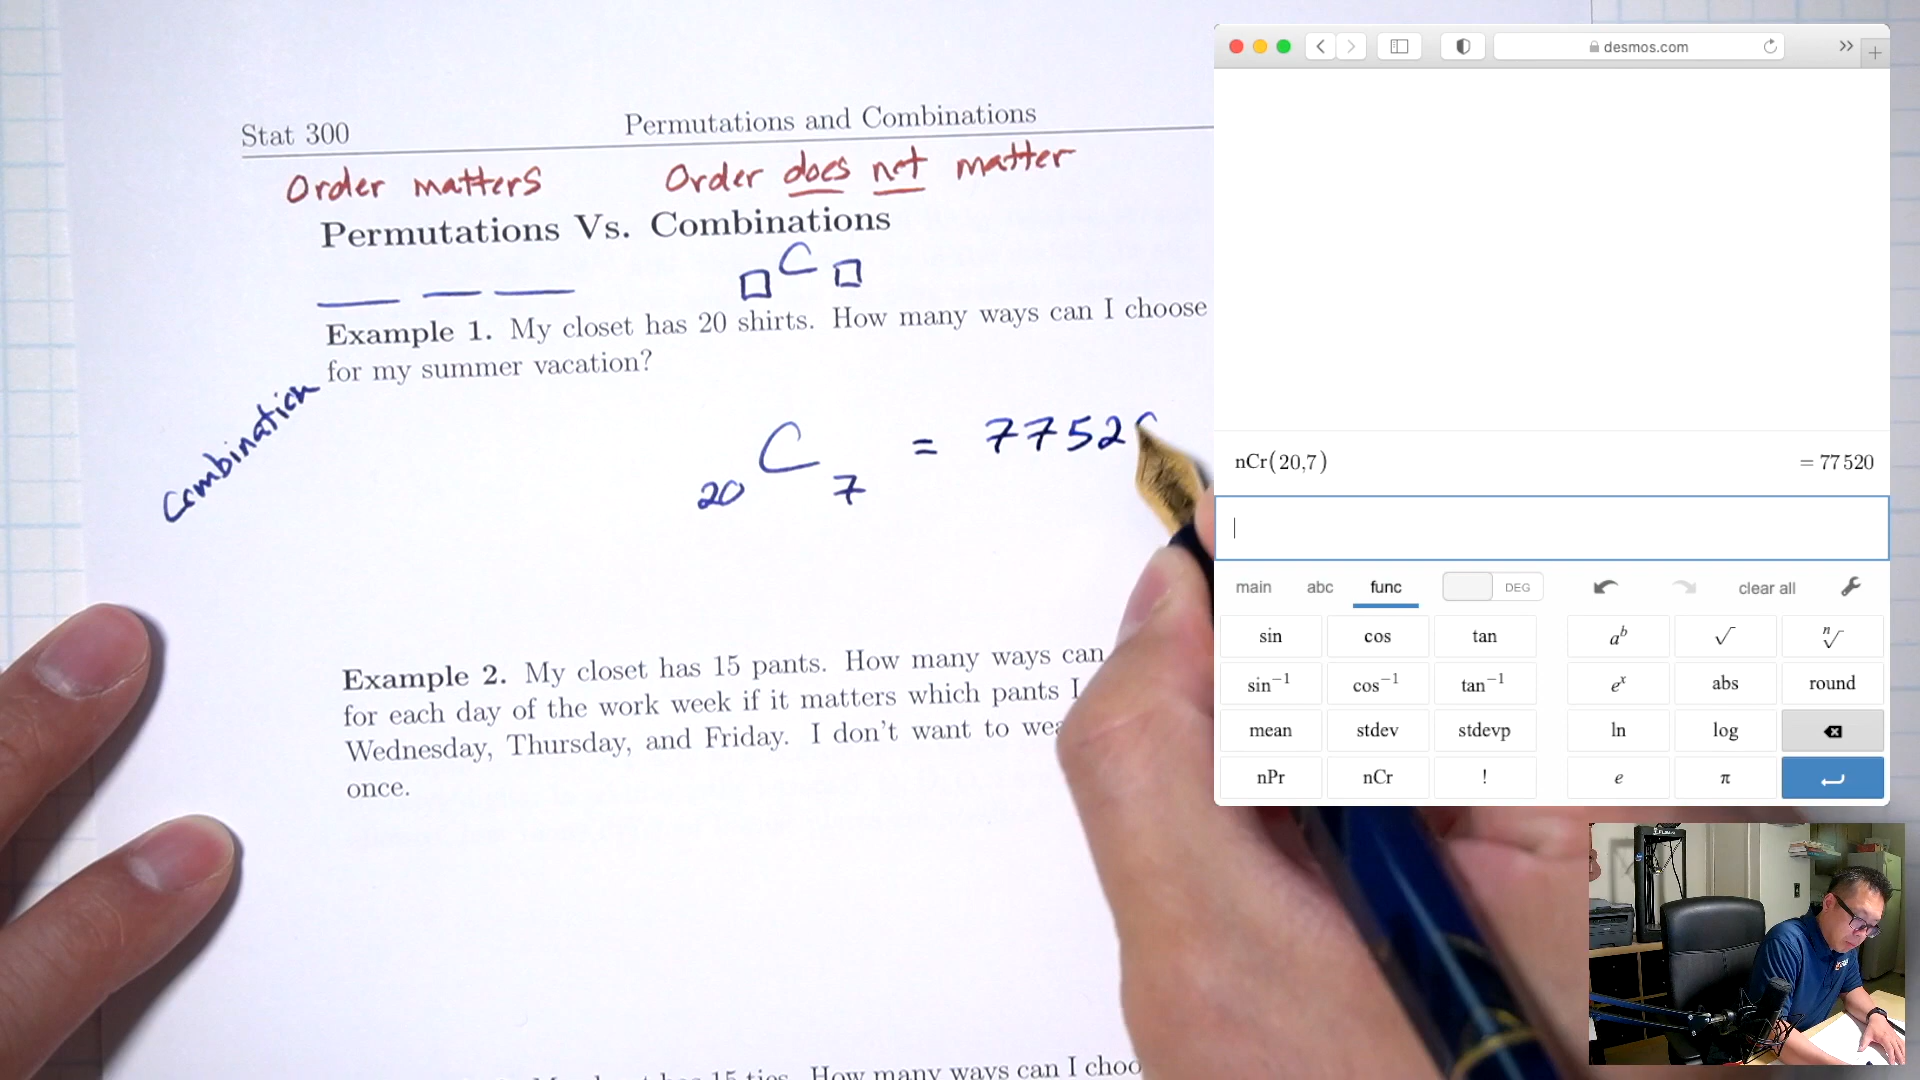 Stat 300 Permutations and Combinations
Order matters Order does not matter
Permutations Vs. Combinations
□ C □
Example 1. My closet has 20 shirts. How many ways can I choose
for my summer vacation?
Combination
20 C 7 = 7752
Example 2. My closet has 15 pants. How many ways can
for each day of the work week if it matters which pants I
Wednesday, Thursday, and Friday. I don't want to
once.
15 ties. How many ways can I
desmos.com
nCr(20,7) = 77520
main abc func DEG clear all
sin cos tan a^b √ ⁿ√
sin⁻¹ cos⁻¹ tan⁻¹ eˣ abs round
mean stdev stdevp ln log
nPr nCr ! e π